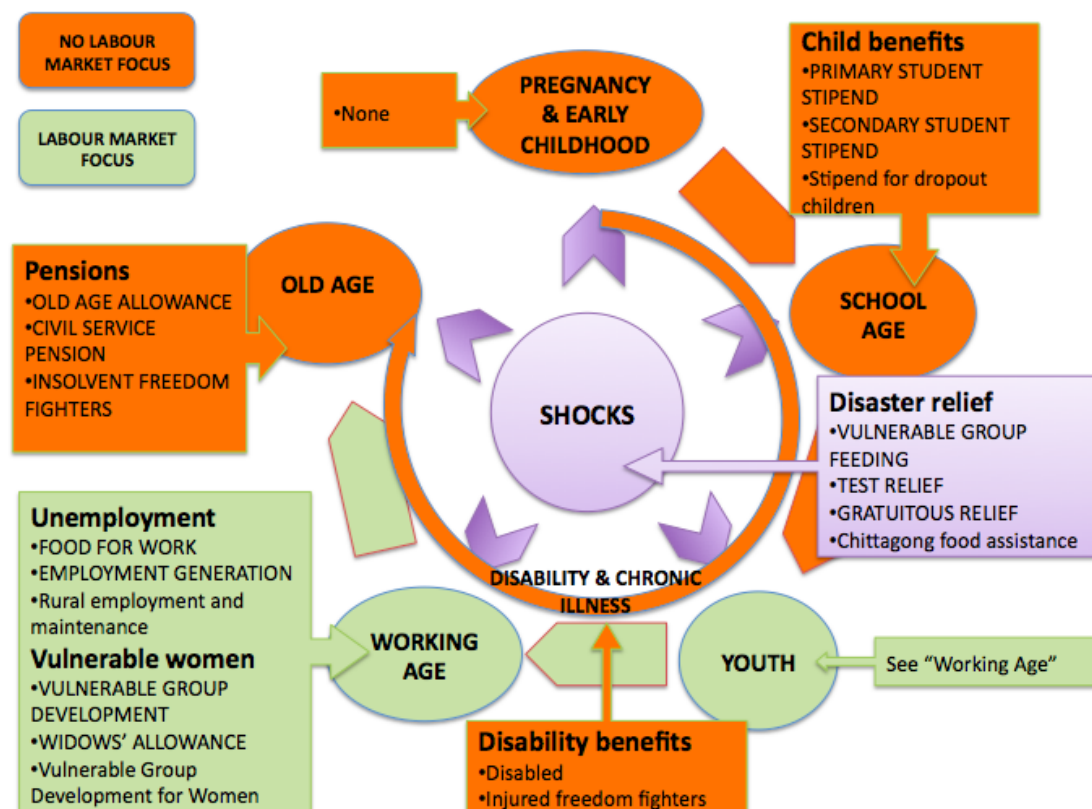 NO LABOUR
MARKET FOCUS
LABOUR MARKET
FOCUS
•None
PREGNANCY
& EARLY
CHILDHOOD
Child benefits
•PRIMARY STUDENT
STIPEND
•SECONDARY STUDENT
STIPEND
•Stipend for dropout
children
Pensions
•OLD AGE ALLOWANCE
•CIVIL SERVICE
PENSION
•INSOLVENT FREEDOM
FIGHTERS
OLD AGE
SCHOOL
AGE
SHOCKS
Disaster relief
•VULNERABLE GROUP
FEEDING
•TEST RELIEF
•GRATUITOUS RELIEF
•Chittagong food assistance
Unemployment
•FOOD FOR WORK
•EMPLOYMENT GENERATION
•Rural employment and
maintenance
Vulnerable women
•VULNERABLE GROUP
DEVELOPMENT
•WIDOWS' ALLOWANCE
•Vulnerable Group
Development for Women
DISABILITY & CHRONIC
ILLNESS
WORKING
AGE
YOUTH
See "Working Age"
Disability benefits
•Disabled
•Injured freedom fighters